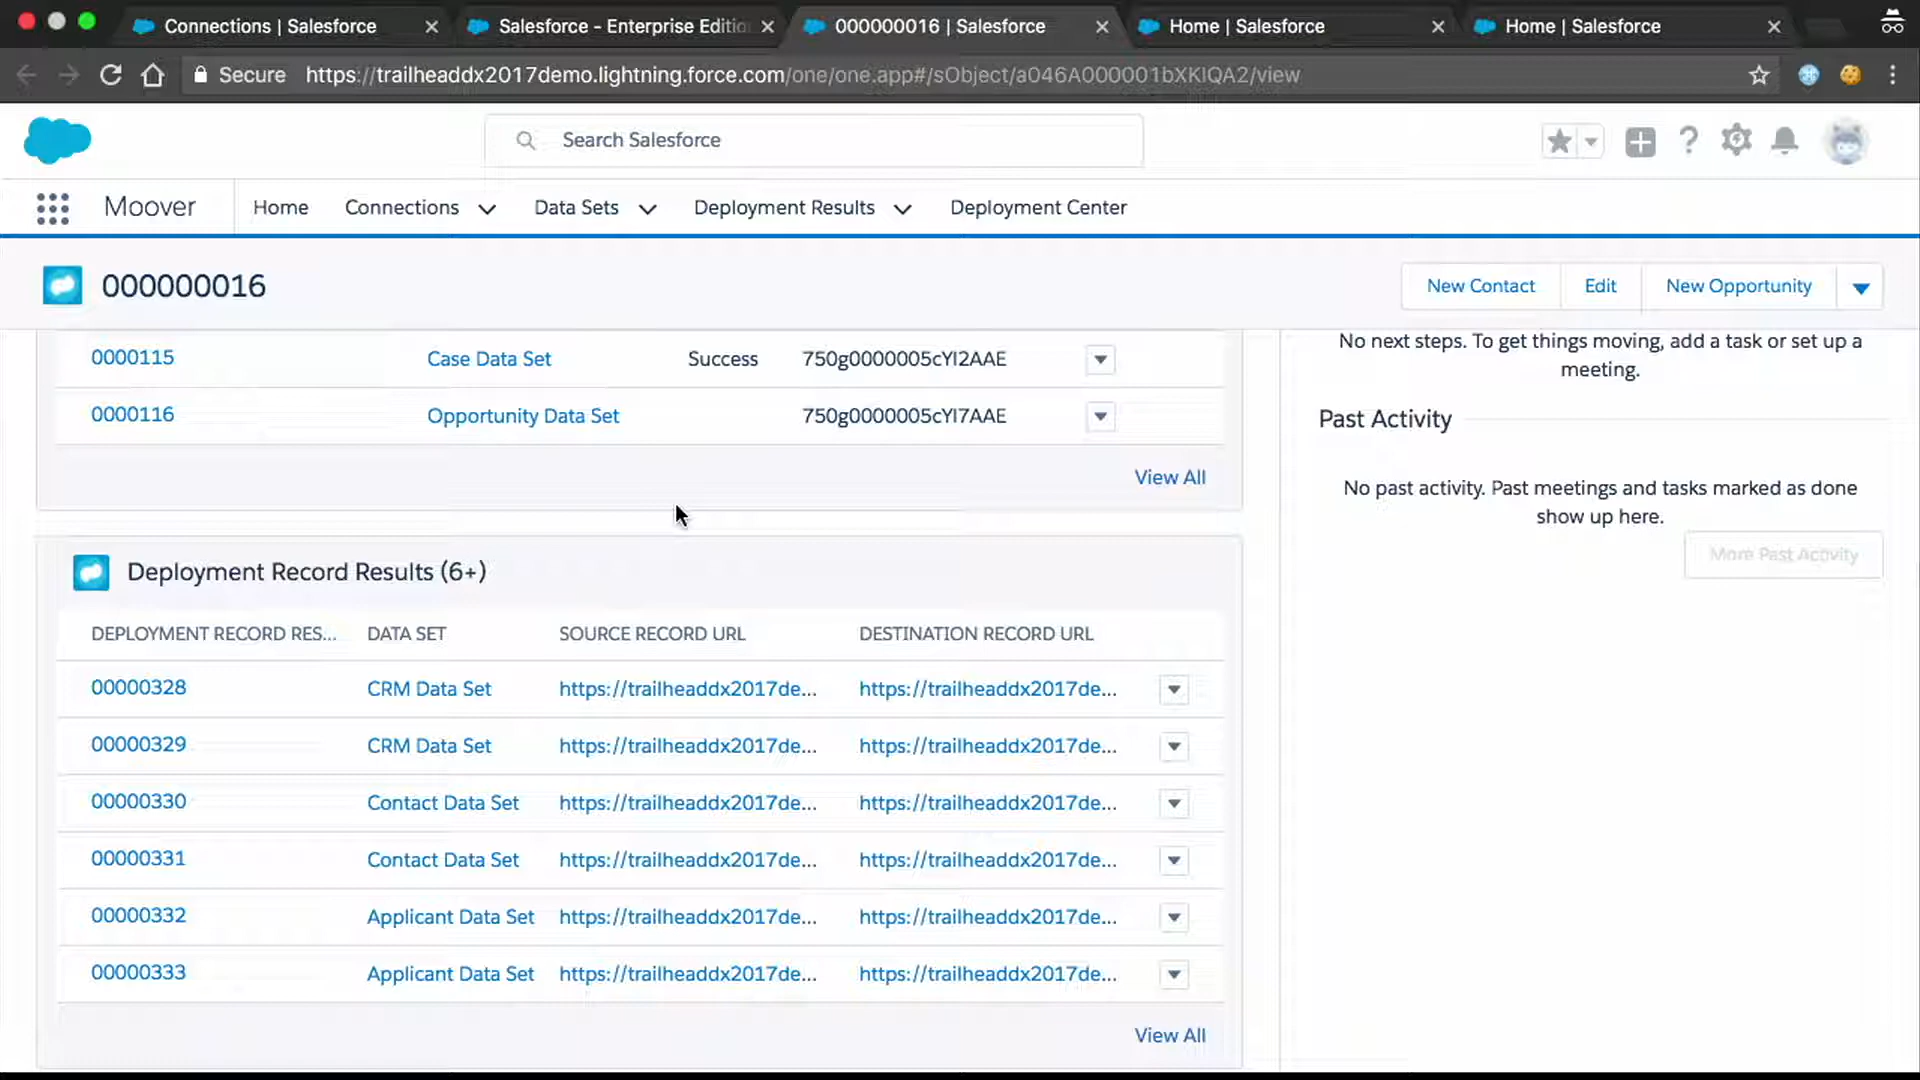 Connections | Salesforce
Salesforce - Enterprise Editio
000000016 | Salesforce
Home | Salesforce
Home | Salesforce
Secure https://trailheaddx2017demo.lightning.force.com/one/one.app#/sObject/a046A000001bXKIQA2/view
Search Salesforce
Moover Home Connections Data Sets Deployment Results Deployment Center
000000016
New Contact Edit New Opportunity
0000115 Case Data Set Success 750g0000005cYI2AAE
0000116 Opportunity Data Set 750g0000005cYI7AAE
View All
Deployment Record Results (6+)
DEPLOYMENT RECORD RES... DATA SET SOURCE RECORD URL DESTINATION RECORD URL
00000328 CRM Data Set https://trailheaddx2017de... https://trailheaddx2017de...
00000329 CRM Data Set https://trailheaddx2017de... https://trailheaddx2017de...
00000330 Contact Data Set https://trailheaddx2017de... https://trailheaddx2017de...
00000331 Contact Data Set https://trailheaddx2017de... https://trailheaddx2017de...
00000332 Applicant Data Set https://trailheaddx2017de... https://trailheaddx2017de...
00000333 Applicant Data Set https://trailheaddx2017de... https://trailheaddx2017de...
View All
No next steps. To get things moving, add a task or set up a
meeting.
Past Activity
No past activity. Past meetings and tasks marked as done
show up here.
More Past Activity